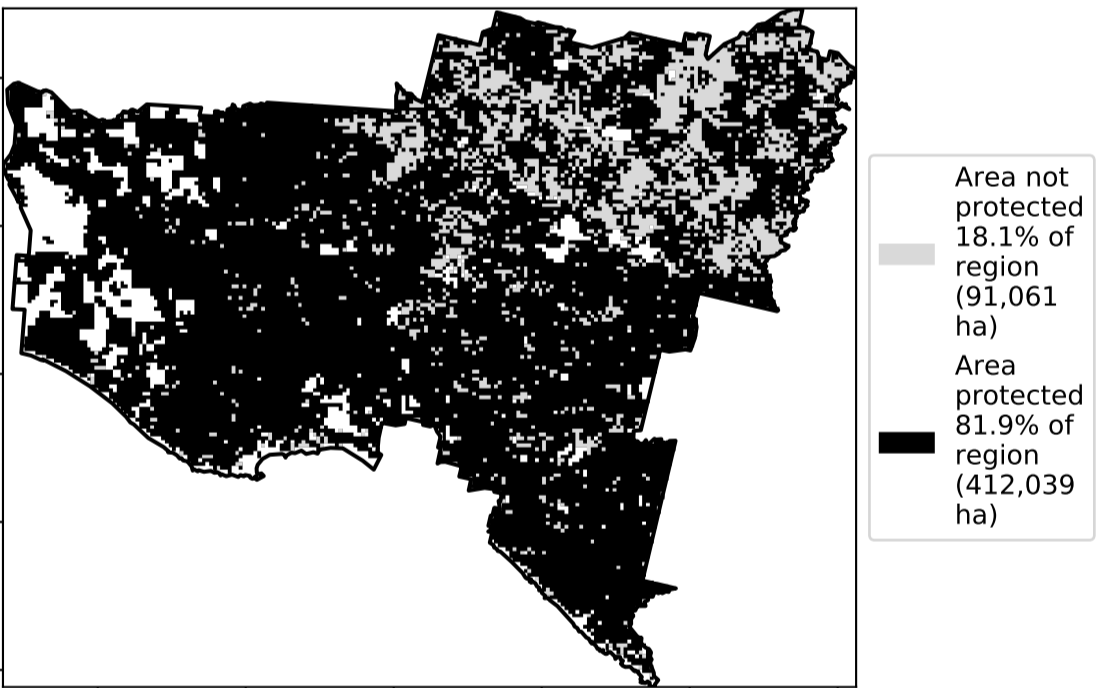 Area not
protected
18.1% of
region
(91,061
ha)
Area
protected
81.9% of
region
(412,039
ha)